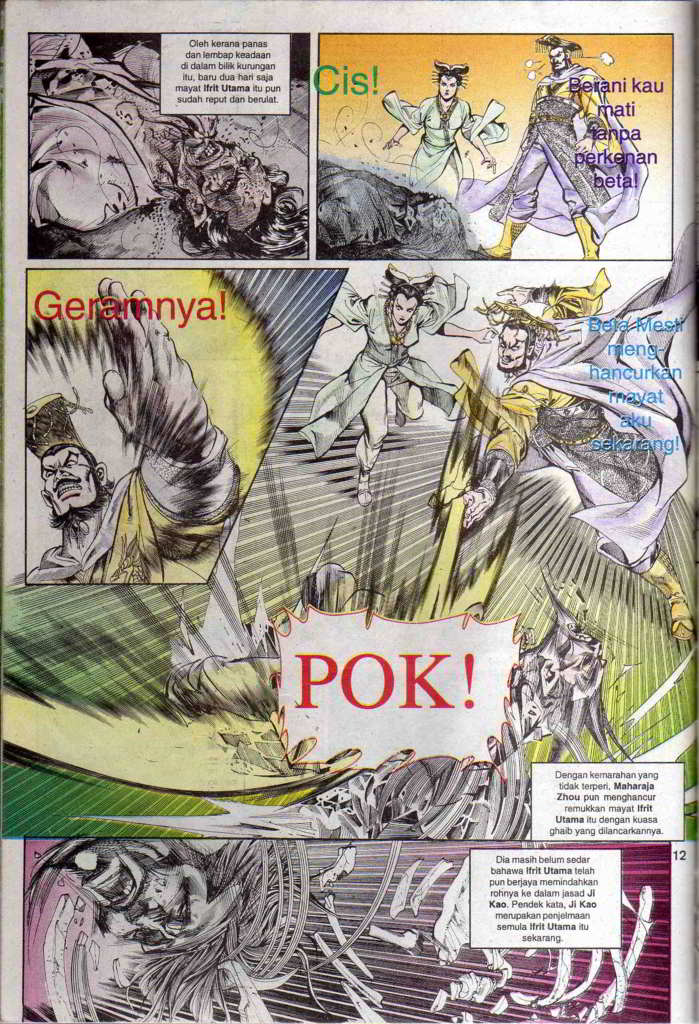 Oleh kerana panas
dan lembap keadaan
di dalam bilik kurungan
itu, baru dua hari saja
mayat Ifrit Utama itu pun
sudah reput dan berulat.
Cis!
Berani kau
mati
tanpa
perkenan
beta!
Geramnya!
Beta Mesti
meng-
hancurkan
mayat
aku
sekarang!
POK!
Dengan kemarahan yang
tidak terperi, Maharaja
Zhou pun menghancur
remukkan mayat Ifrit
Utama itu dengan kuasa
ghaib yang dilancarkannya.
12
Dia masih belum sedar
bahawa Ifrit Utama telah
pun berjaya memindahkan
rohnya ke dalam jasad Ji
Kao. Pendek kata, Ji Kao
merupakan penjelmaan
semula Ifrit Utama itu
sekarang.